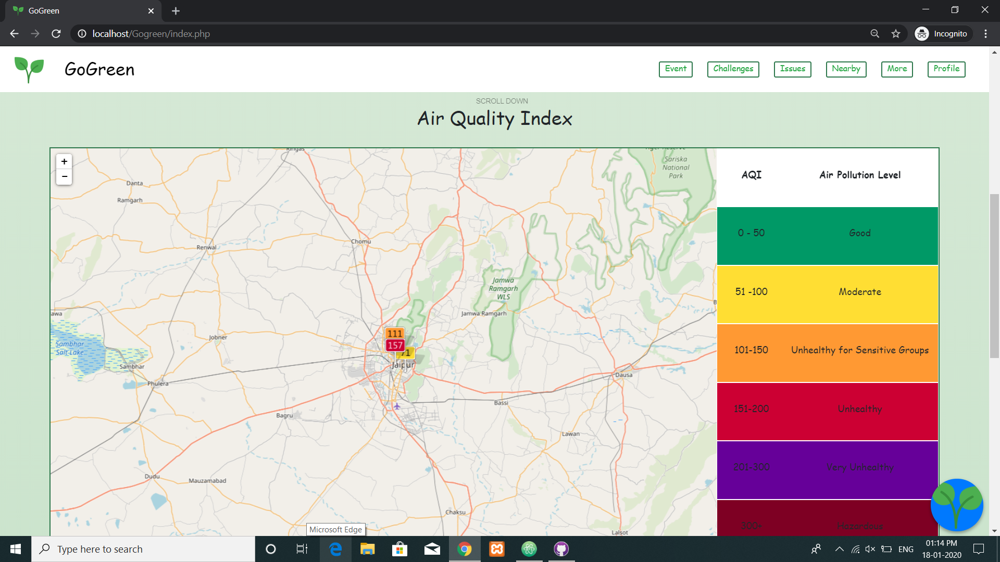 GoGreen
localhost/Gogreen/index.php
Incognito
GoGreen
Event
Challenges
Issues
Nearby
More
Profile
SCROLL DOWN
Air Quality Index
+
-
Ringas
Sariska
National
Park
Danta
Ramgarh
Renwal
Chomu
Jamwa
Ramgarh
WLS
Jamwa Ramgarh
awa
Jobner
Sambhar
Salt Lake
Sambhar
Phulera
111
157
71
Jaipur
Dausa
Bassi
Bagru
Lawan
Dudu
Mauzamabad
Chaksu
Lalsot
AQI Air Pollution Level
0 - 50 Good
51 -100 Moderate
101-150 Unhealthy for Sensitive Groups
151-200 Unhealthy
201-300 Very Unhealthy
300+ Hazardous
Microsoft Edge
Type here to search
ENG
01:14 PM
18-01-2020